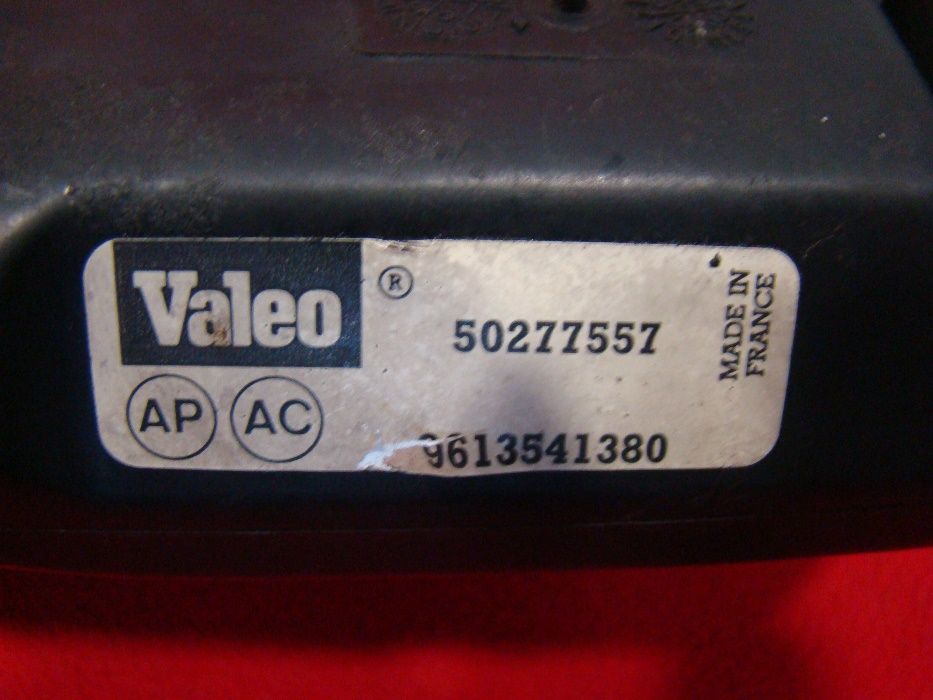 Valeo ®
50277557
MADE IN
FRANCE
AP AC
9613541380